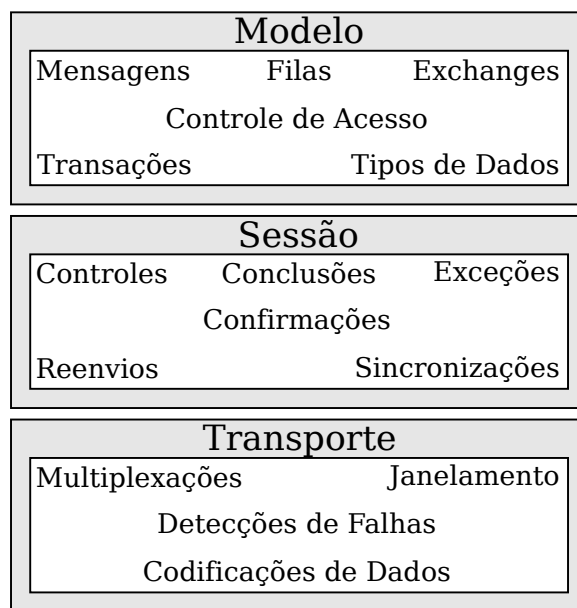 Modelo
Mensagens Filas Exchanges
Controle de Acesso
Transações Tipos de Dados
Sessão
Controles Conclusões Exceções
Confirmações
Reenvios Sincronizações
Transporte
Multiplexações Janelamento
Detecções de Falhas
Codificações de Dados